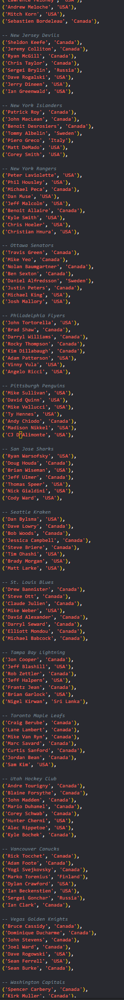 ('Lawrence Feloney', 'USA'),
('Andrew Meloche', 'USA'),
('Mitch Korn', 'USA'),
('Sebastien Bordeleau', 'Canada'),
-- New Jersey Devils
('Sheldon Keefe', 'Canada'),
('Jeremy Colliton', 'Canada'),
('Ryan McGill', 'Canada'),
('Chris Taylor', 'Canada'),
('Sergei Brylin', 'Russia'),
('Dave Rogalski', 'USA'),
('Jerry Dineen', 'USA'),
('Ian Greenwald', 'USA'),
-- New York Islanders
('Patrick Roy', 'Canada'),
('John MacLean', 'Canada'),
('Benoit Desrosiers', 'Canada'),
('Tommy Albelin', 'Sweden'),
('Piero Greco', 'Italy'),
('Matt DeMado', 'USA'),
('Corey Smith', 'USA'),
-- New York Rangers
('Peter Laviolette', 'USA'),
('Phil Housley', 'USA'),
('Michael Peca', 'Canada'),
('Dan Muse', 'USA'),
('Jeff Malcolm', 'USA'),
('Benoit Allaire', 'Canada'),
('Kyle Smith', 'USA'),
('Chris Hoeler', 'USA'),
('Christian Hmura', 'USA'),
-- Ottawa Senators
('Travis Green', 'Canada'),
('Mike Yeo', 'Canada'),
('Nolan Baumgartner', 'Canada'),
('Ben Sexton', 'Canada'),
('Daniel Alfredsson', 'Sweden'),
('Justin Peters', 'Canada'),
('Michael King', 'USA'),
('Josh Mallory', 'USA'),
-- Philadelphia FLyers
('John Tortorella', 'USA'),
('Brad Shaw', 'Canada'),
('Darryl Williams', 'Canada'),
('Rocky Thompson', 'Canada'),
('Kim Dillabaugh', 'Canada'),
('Adam Patterson', 'USA'),
('Vinny Yula', 'USA'),
('Angelo Ricci', 'USA'),
-- Pittsburgh Penguins
('Mike Sullivan', 'USA'),
('David Quinn', 'USA'),
('Mike Vellucci', 'USA'),
('Ty Hennes', 'USA'),
('Andy Chiodo', 'Canada'),
('Madison Nikkel', 'USA'),
('CJ D'Alimonte', 'USA'),
-- San Jose Sharks
('Ryan Warsofsky', 'USA'),
('Doug Houda', 'Canada'),
('Brian Wiseman', 'Canada'),
('Jeff Ulmer', 'Canada'),
('Thomas Speer', 'USA'),
('Nick Gialdini', 'USA'),
('Cody Ward', 'USA'),
-- Seattle Kraken
('Dan Bylsma', 'USA'),
('Dave Lowry', 'Canada'),
('Bob Woods', 'Canada'),
('Jessica Campbell', 'Canada'),
('Steve Briere', 'Canada'),
('Tim Ohashi', 'USA'),
('Brady Morgan', 'USA'),
('Matt Larke', 'USA'),
-- St. Louis Blues
('Drew Bannister', 'Canada'),
('Steve Ott', 'Canada'),
('Claude Julien', 'Canada'),
('Mike Weber', 'USA'),
('David Alexander', 'Canada'),
('Darryl Seward', 'Canada'),
('Elliott Mondou', 'Canada'),
('Michael Babcock', 'Canada'),
-- Tampa Bay Lightning
('Jon Cooper', 'Canada'),
('Jeff Blashill', 'USA'),
('Rob Zettler', 'Canada'),
('Jeff Halpern', 'USA'),
('Frantz Jean', 'Canada'),
('Brian Garlock', 'USA'),
('Nigel Kirwan', 'Sri Lanka'),
-- Toronto Maple Leafs
('Craig Berube', 'Canada'),
('Lane Lambert', 'Canada'),
('Mike Van Ryn', 'Canada'),
('Marc Savard', 'Canada'),
('Curtis Sanford', 'Canada'),
('Jordan Bean', 'Canada'),
('Sam Kim', 'USA'),
-- Utah Hockey Club
('Andre Tourigny', 'Canada'),
('Blaine Forsythe', 'Canada'),
('John Madden', 'Canada'),
('Mario Duhamel', 'Canada'),
('Corey Schwab', 'Canada'),
('Hunter Cherni', 'USA'),
('Alec Rippetoe', 'USA'),
('Kyle Bochek', 'Canada'),
-- Vancouver Canucks
('Rick Tocchet', 'Canada'),
('Adam Foote', 'Canada'),
('Yogi Svejkovsky', 'Canada'),
('Marko Torenius', 'Finland'),
('Dylan Crawford', 'USA'),
('Ian Beckenstien', 'USA'),
('Sergei Gonchar', 'Russia'),
('Ian Clark', 'Canada'),
-- Vegas Golden Knights
('Bruce Cassidy', 'Canada'),
('Dominique Ducharme', 'Canada'),
('John Stevens', 'Canada'),
('Joel Ward', 'Canada'),
('Dave Rogowski', 'USA'),
('Sean Ferrell', 'USA'),
('Sean Burke', 'Canada'),
-- Washington Capitals
('Spencer Carbery', 'Canada'),
('Kirk Muller', 'Canada'),